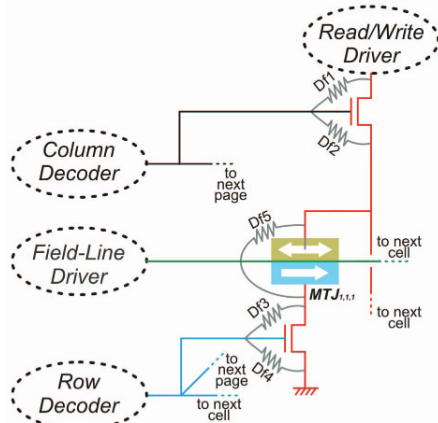 Read/Write
Driver
Df1
Df2
Column
Decoder
to
next
page
Df5
Field-Line
Driver
to next
cell
MTJ1,1,1
to next
cell
Df3
Df4
to
next
page
Row
Decoder
to next
cell